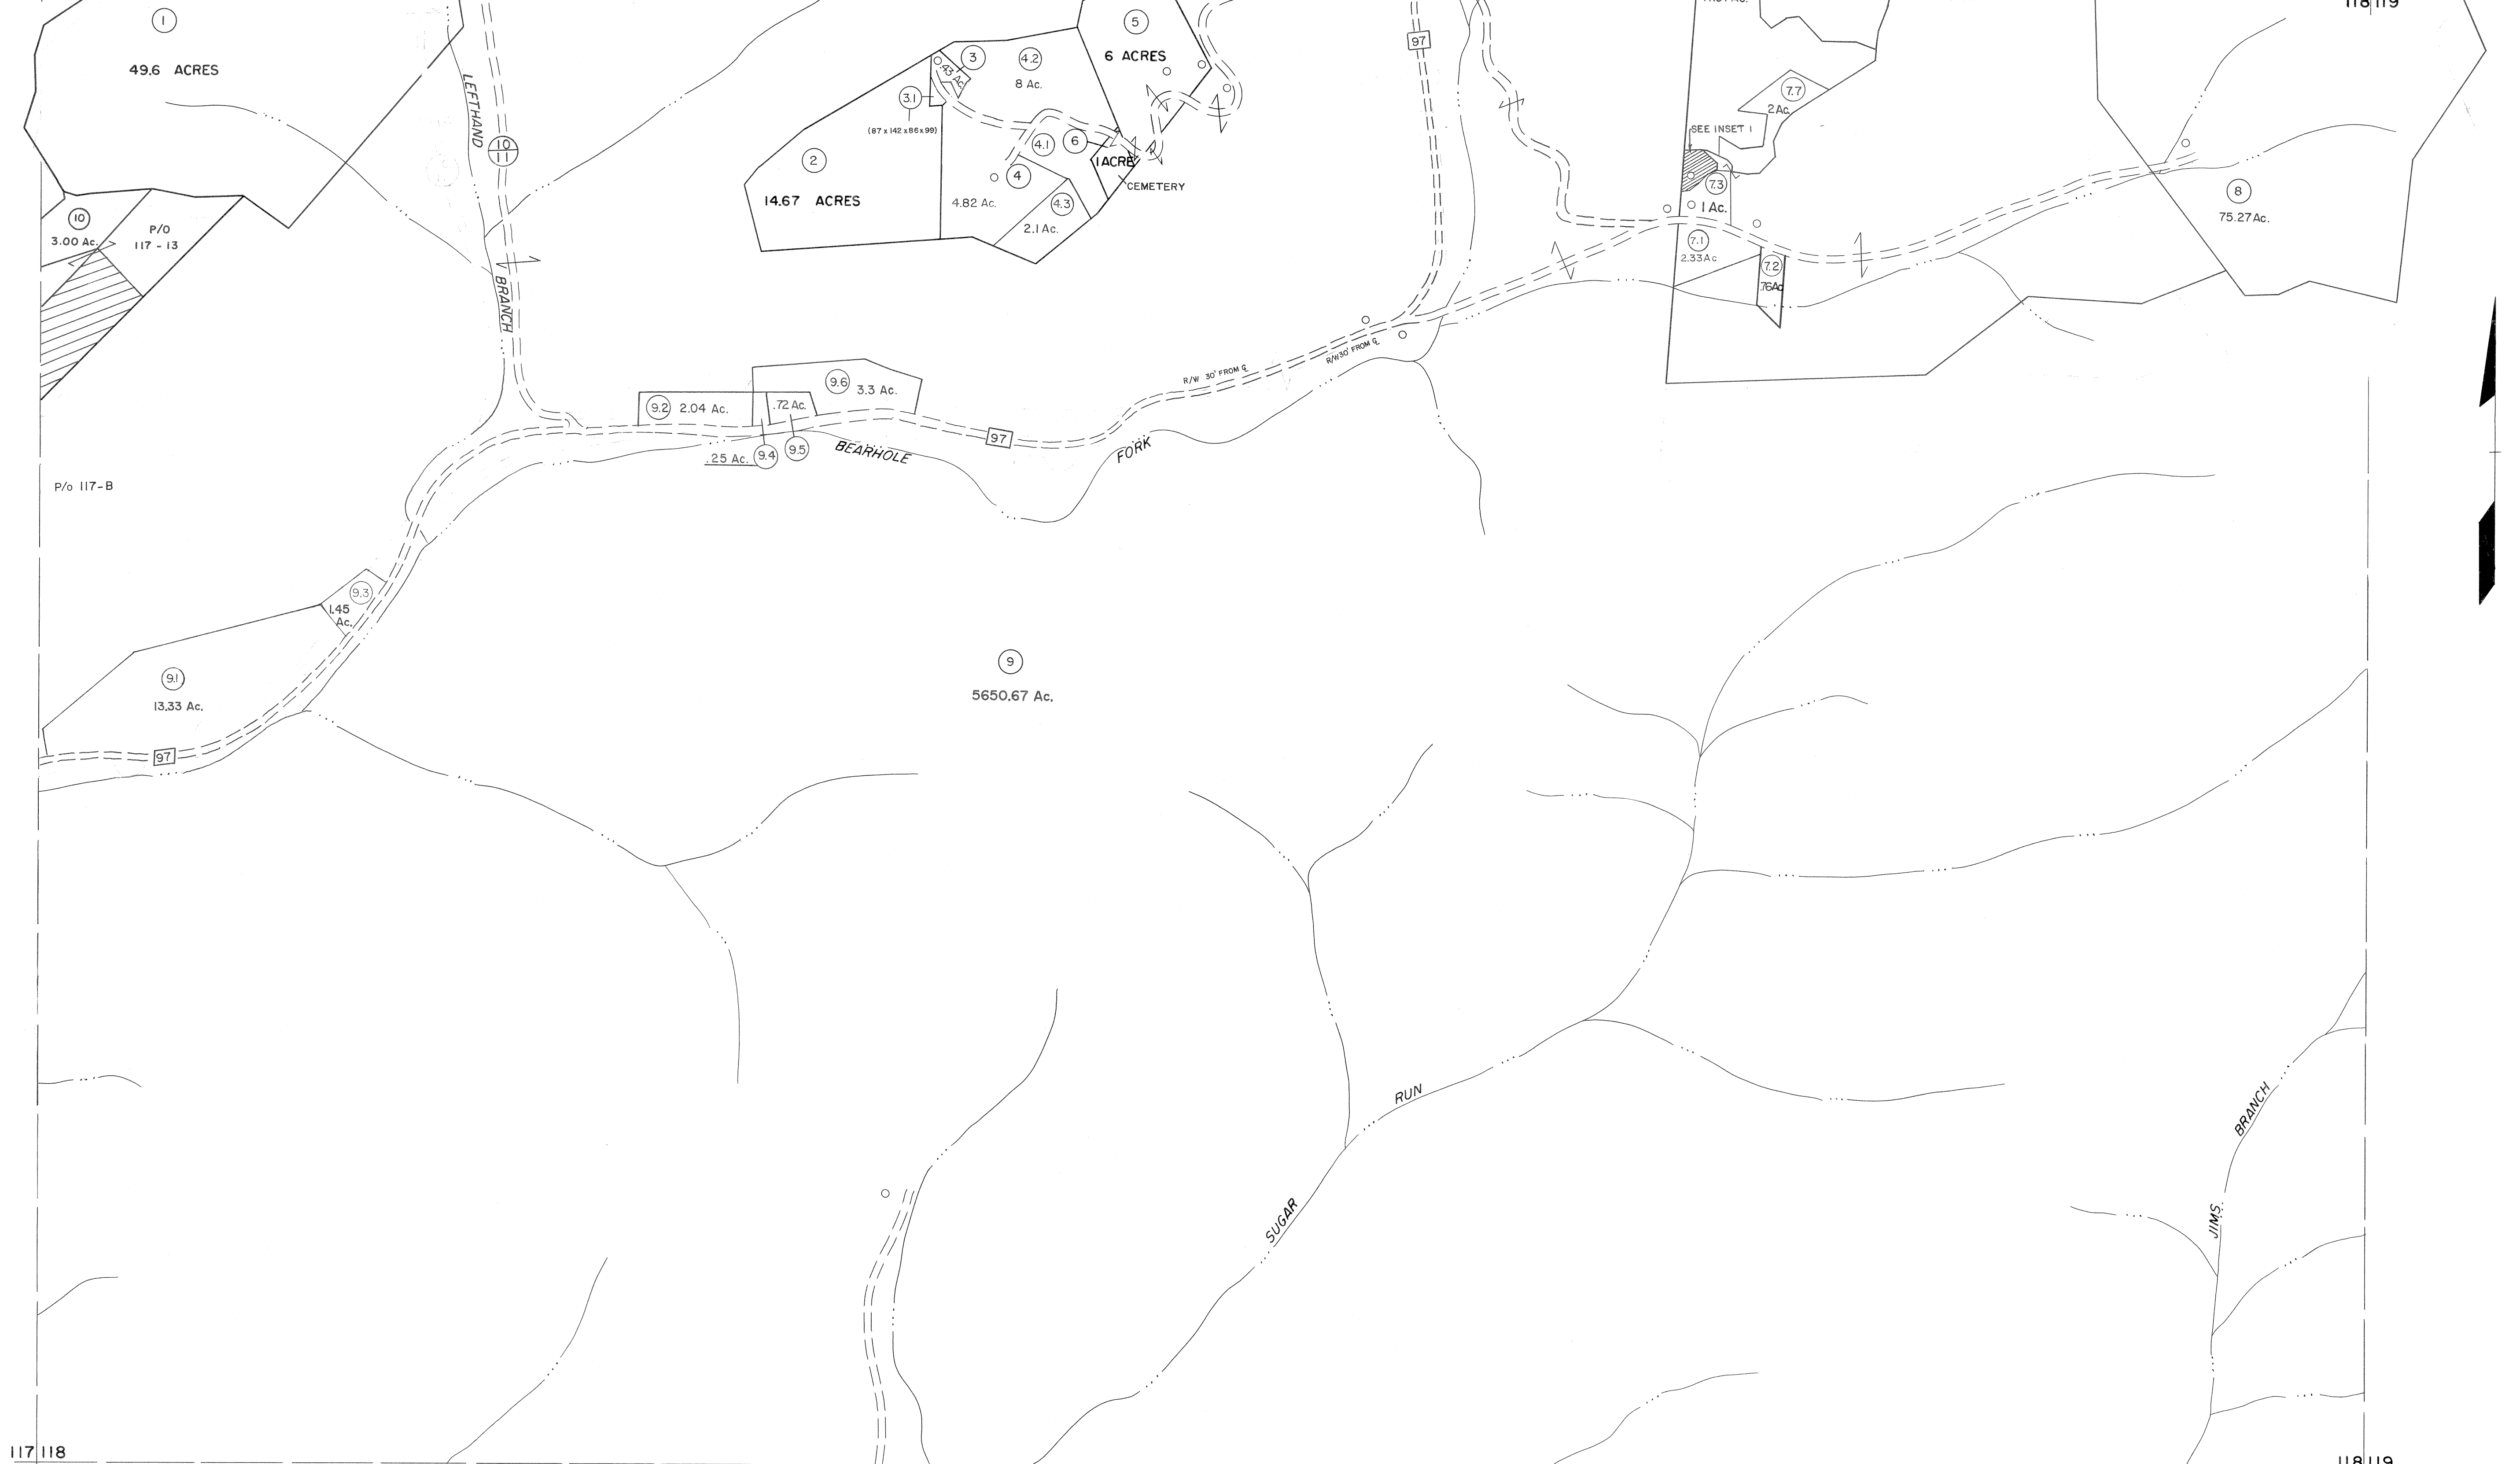 118 119
1
49.6 ACRES
LEFTHAND
10
11
BRANCH
10
3.00 Ac.
P/O
117 - 13
2
14.67 ACRES
3
.43 Ac.
3.1
(87 x 142 x 86 x 99)
4.2
8 Ac.
5
6 ACRES
4.1
6
1 ACRE
CEMETERY
4
4.82 Ac.
4.3
2.1 Ac.
97
7.7
2 Ac.
SEE INSET 1
7.3
1 Ac.
7.1
2.33 Ac
7.2
.76Ac
8
75.27 Ac.
R/W 30' FROM ℄
R/W 30' FROM ℄
9.6
3.3 Ac.
9.2
2.04 Ac.
.72 Ac.
.25 Ac.
9.4
9.5
BEARHOLE
97
FORK
P/o 117-B
9.3
1.45
Ac.
9.1
13.33 Ac.
97
9
5650.67 Ac.
RUN
SUGAR
BRANCH
JIMS
117 118
118 119